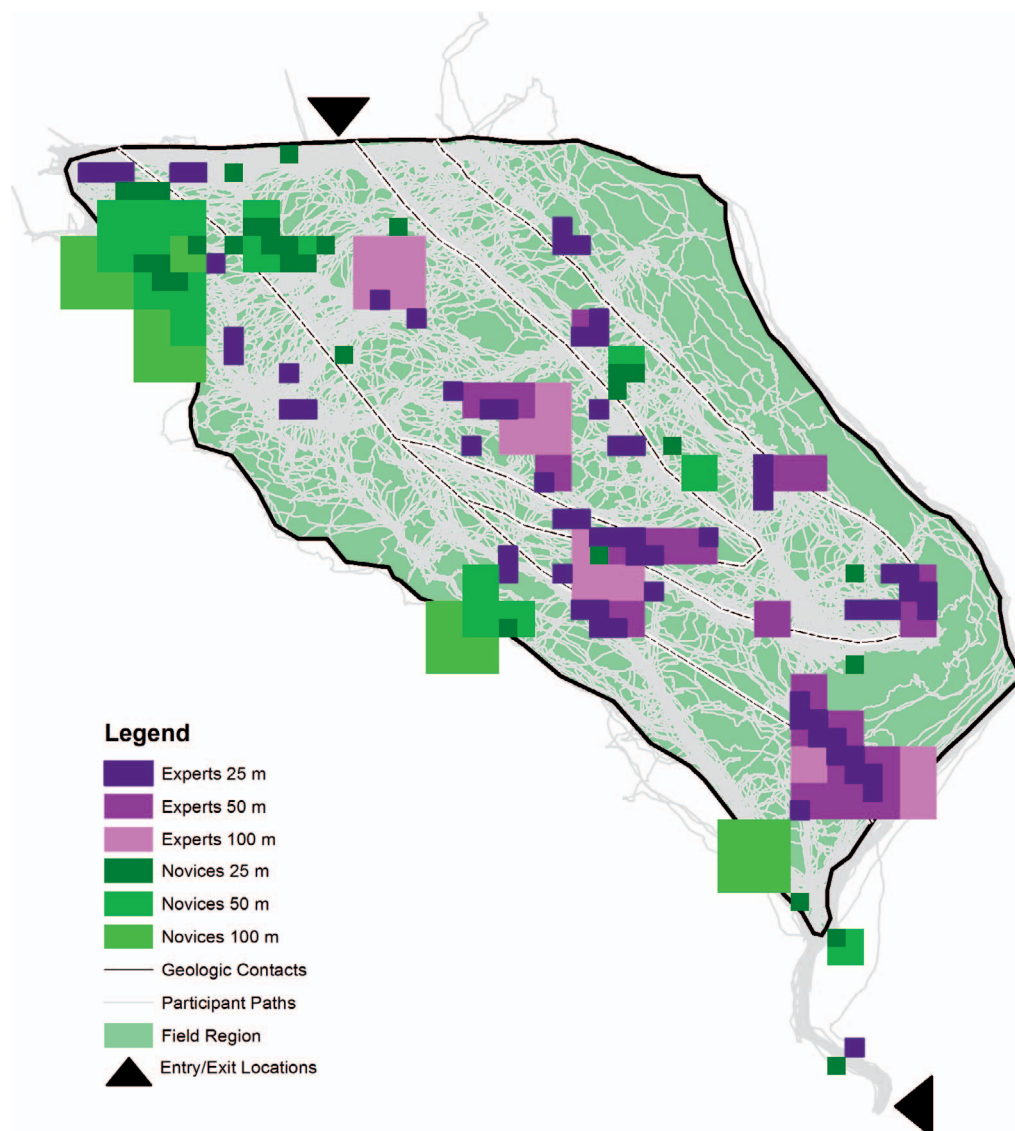 Legend
Experts 25 m
Experts 50 m
Experts 100 m
Novices 25 m
Novices 50 m
Novices 100 m
Geologic Contacts
Participant Paths
Field Region
Entry/Exit Locations